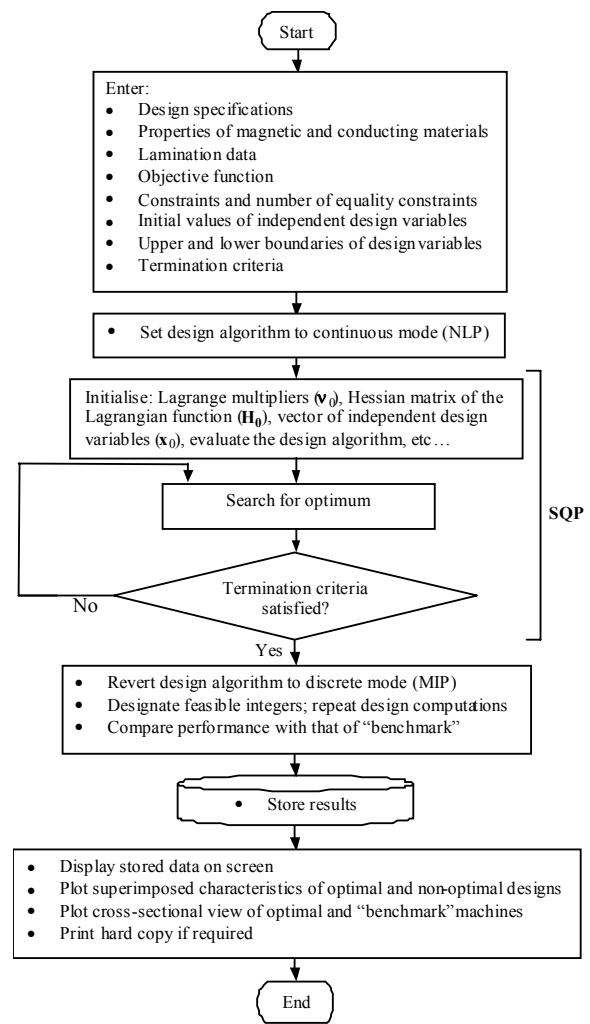 Start
Enter:
• Design specifications
• Properties of magnetic and conducting materials
• Lamination data
• Objective function
• Constraints and number of equality constraints
• Initial values of independent design variables
• Upper and lower boundaries of design variables
• Termination criteria
• Set design algorithm to continuous mode (NLP)
Initialise: Lagrange multipliers (ν₀), Hessian matrix of the
Lagrangian function (H₀), vector of independent design
variables (x₀), evaluate the design algorithm, etc…
Search for optimum
SQP
Termination criteria
satisfied?
No
Yes
• Revert design algorithm to discrete mode (MIP)
• Designate feasible integers; repeat design computations
• Compare performance with that of “benchmark”
• Store results
• Display stored data on screen
• Plot superimposed characteristics of optimal and non-optimal designs
• Plot cross-sectional view of optimal and “benchmark” machines
• Print hard copy if required
End